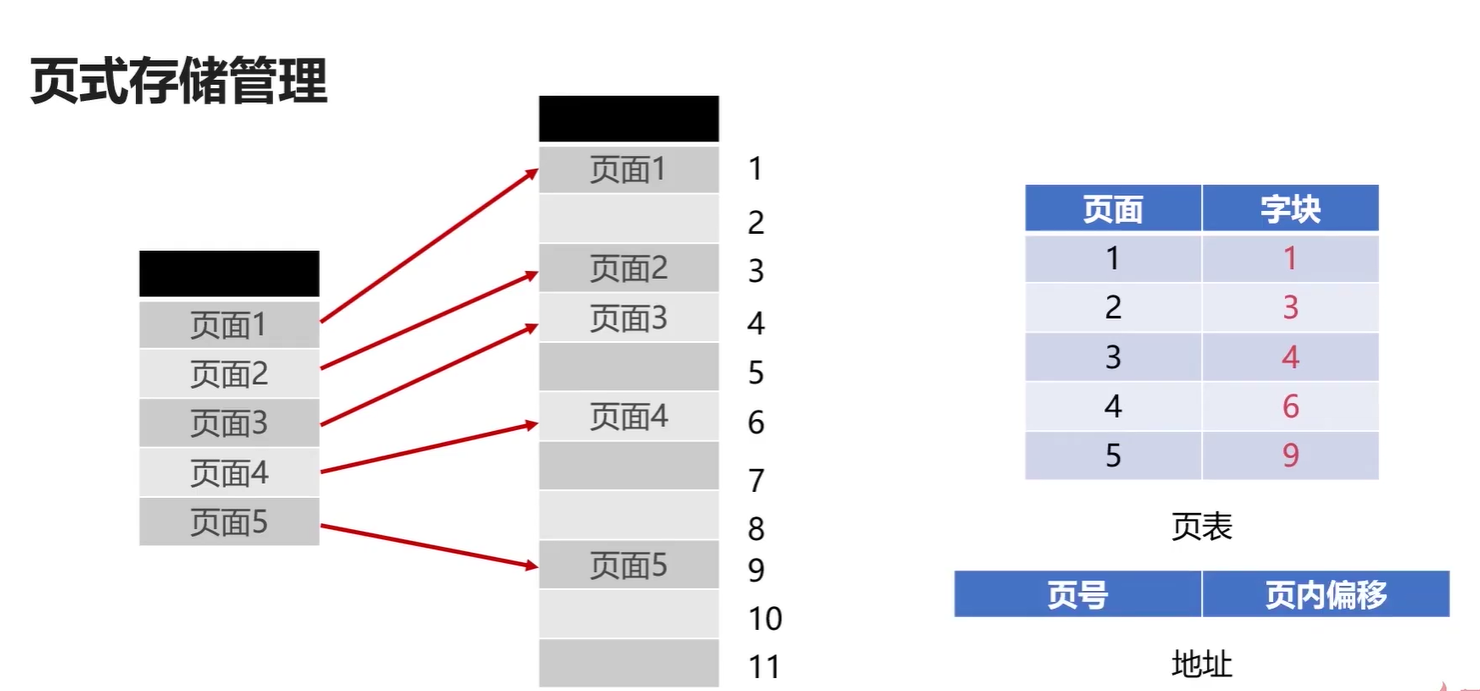 页式存储管理
页面1
页面2
页面3
页面4
页面5
页面1 1
2
页面2 3
页面3 4
5
页面4 6
7
8
页面5 9
10
11
页面 字块
1 1
2 3
3 4
4 6
5 9
页表
页号 页内偏移
地址